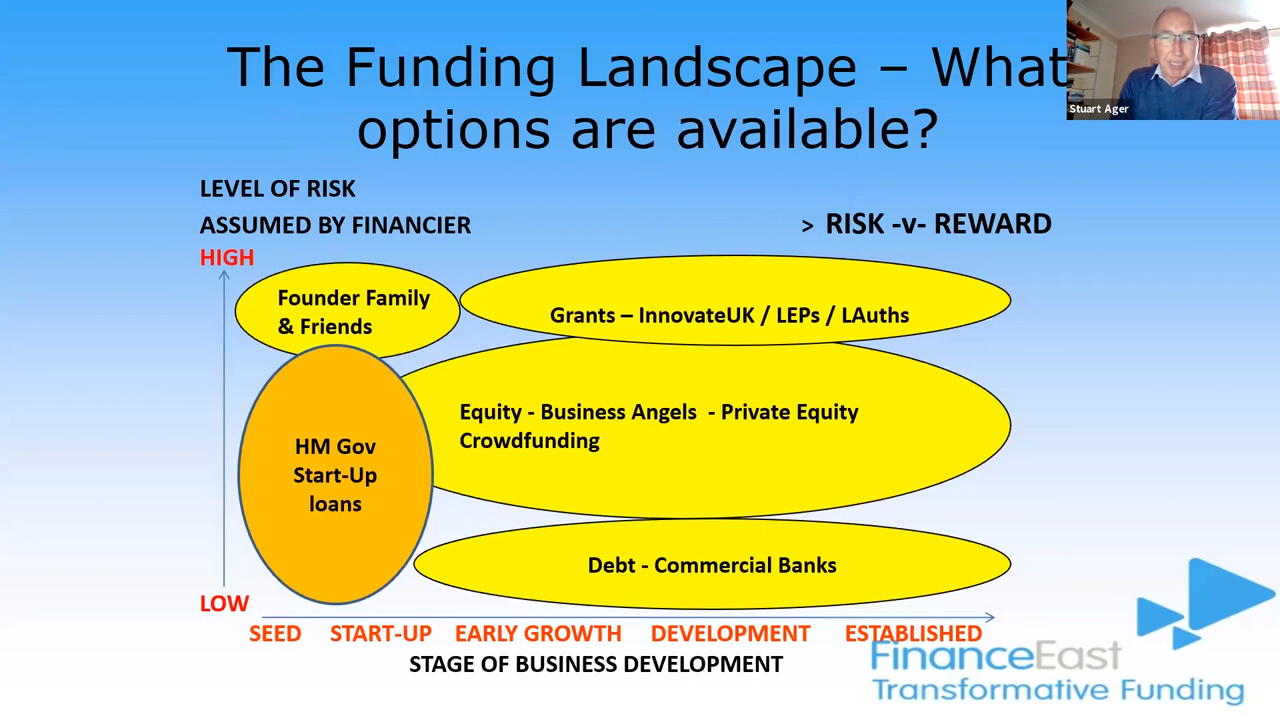 The Funding Landscape – What
options are available?
Stuart Ager
LEVEL OF RISK
ASSUMED BY FINANCIER
> RISK -v- REWARD
HIGH
Founder Family
& Friends
Grants – InnovateUK / LEPs / LAuths
Equity - Business Angels - Private Equity
Crowdfunding
HM Gov
Start-Up
loans
Debt - Commercial Banks
LOW
SEED START-UP EARLY GROWTH DEVELOPMENT ESTABLISHED
STAGE OF BUSINESS DEVELOPMENT
FinanceEast
Transformative Funding